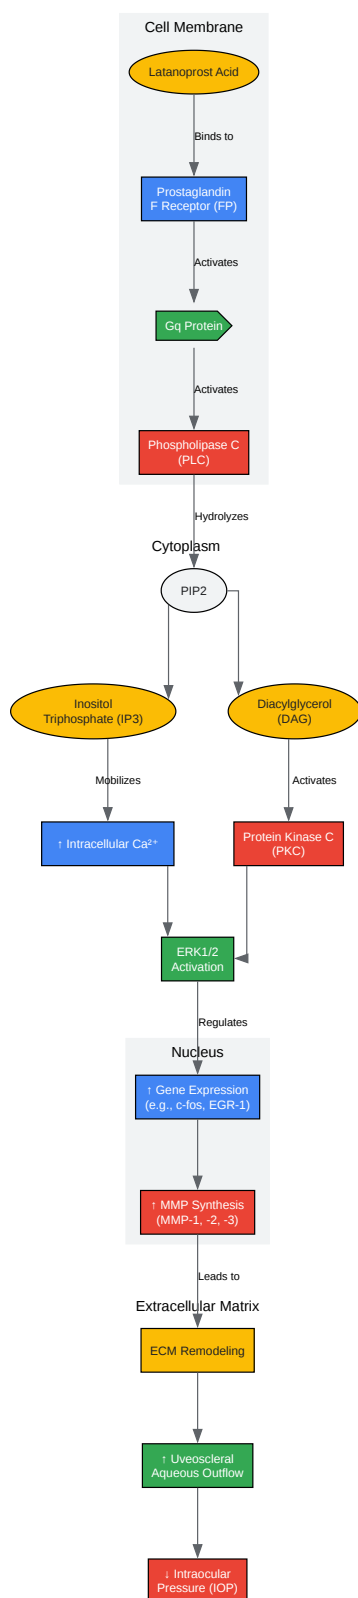 Cell Membrane
Latanoprost Acid
Binds to
Prostaglandin
F Receptor (FP)
Activates
Gq Protein
Activates
Phospholipase C
(PLC)
Hydrolyzes
Cytoplasm
PIP2
Inositol
Triphosphate (IP3)
Diacylglycerol
(DAG)
Mobilizes
Activates
↑ Intracellular Ca²⁺
Protein Kinase C
(PKC)
ERK1/2
Activation
Regulates
Nucleus
↑ Gene Expression
(e.g., c-fos, EGR-1)
↑ MMP Synthesis
(MMP-1, -2, -3)
Leads to
Extracellular Matrix
ECM Remodeling
↑ Uveoscleral
Aqueous Outflow
↓ Intraocular
Pressure (IOP)